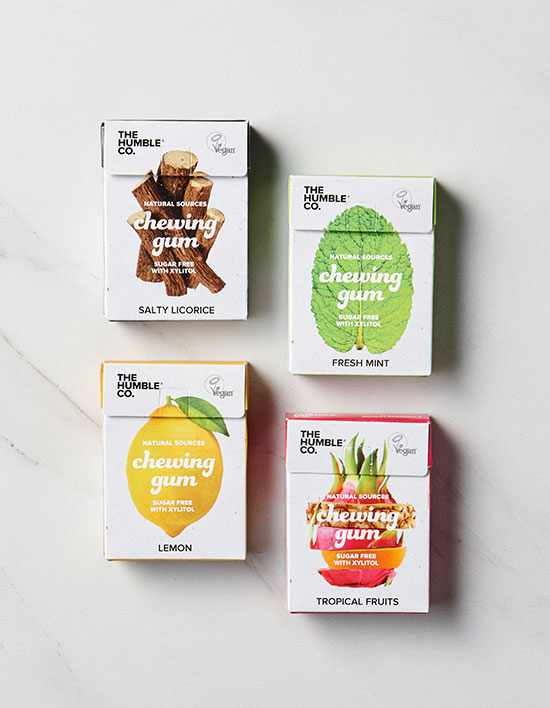 THE
HUMBLE
CO.
Vegan
NATURAL SOURCES
chewing
gum
SUGAR FREE
WITH XYLITOL
SALTY LICORICE
THE
HUMBLE®
CO.
Vegan
NATURAL SOURCES
chewing
gum
SUGAR FREE
WITH XYLITOL
FRESH MINT
THE
HUMBLE®
CO.
Vegan
NATURAL SOURCES
chewing
gum
SUGAR FREE
WITH XYLITOL
LEMON
THE
HUMBLE®
CO.
Vegan
NATURAL SOURCES
chewing
gum
SUGAR FREE
WITH XYLITOL
TROPICAL FRUITS